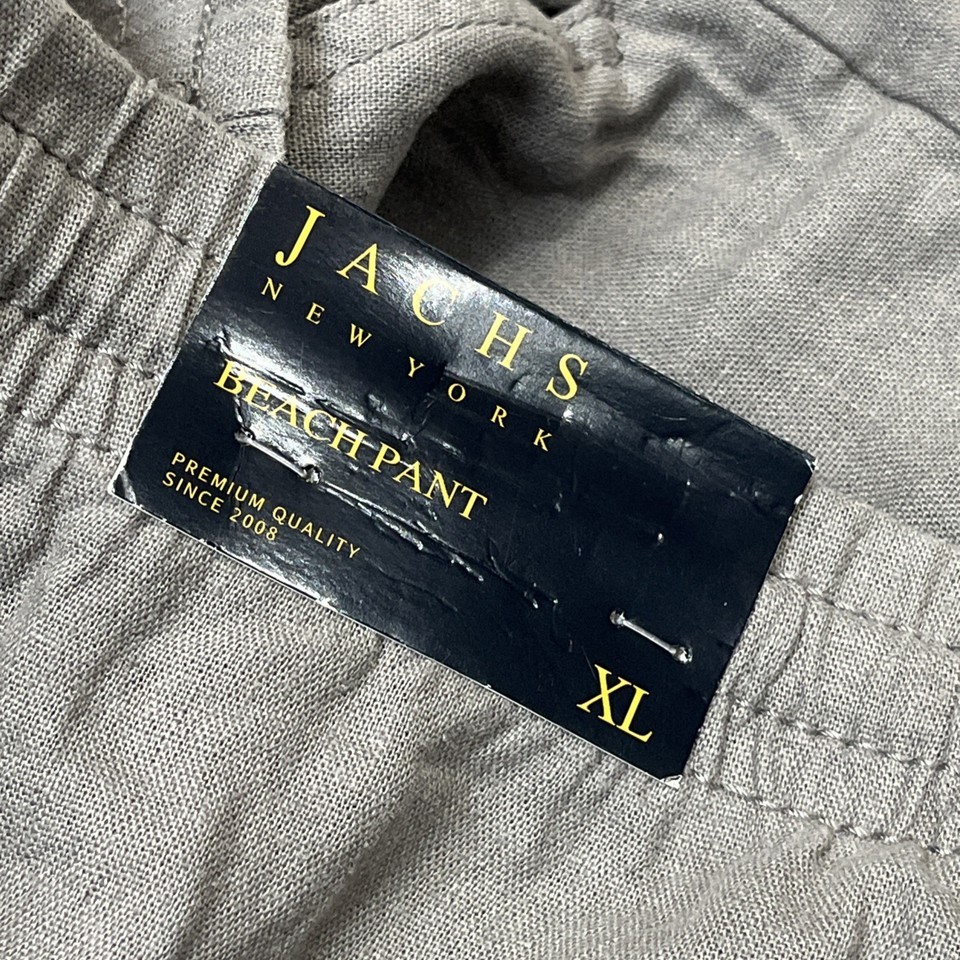 JACHS
NEW YORK
BEACH PANT
PREMIUM QUALITY
SINCE 2008
XL